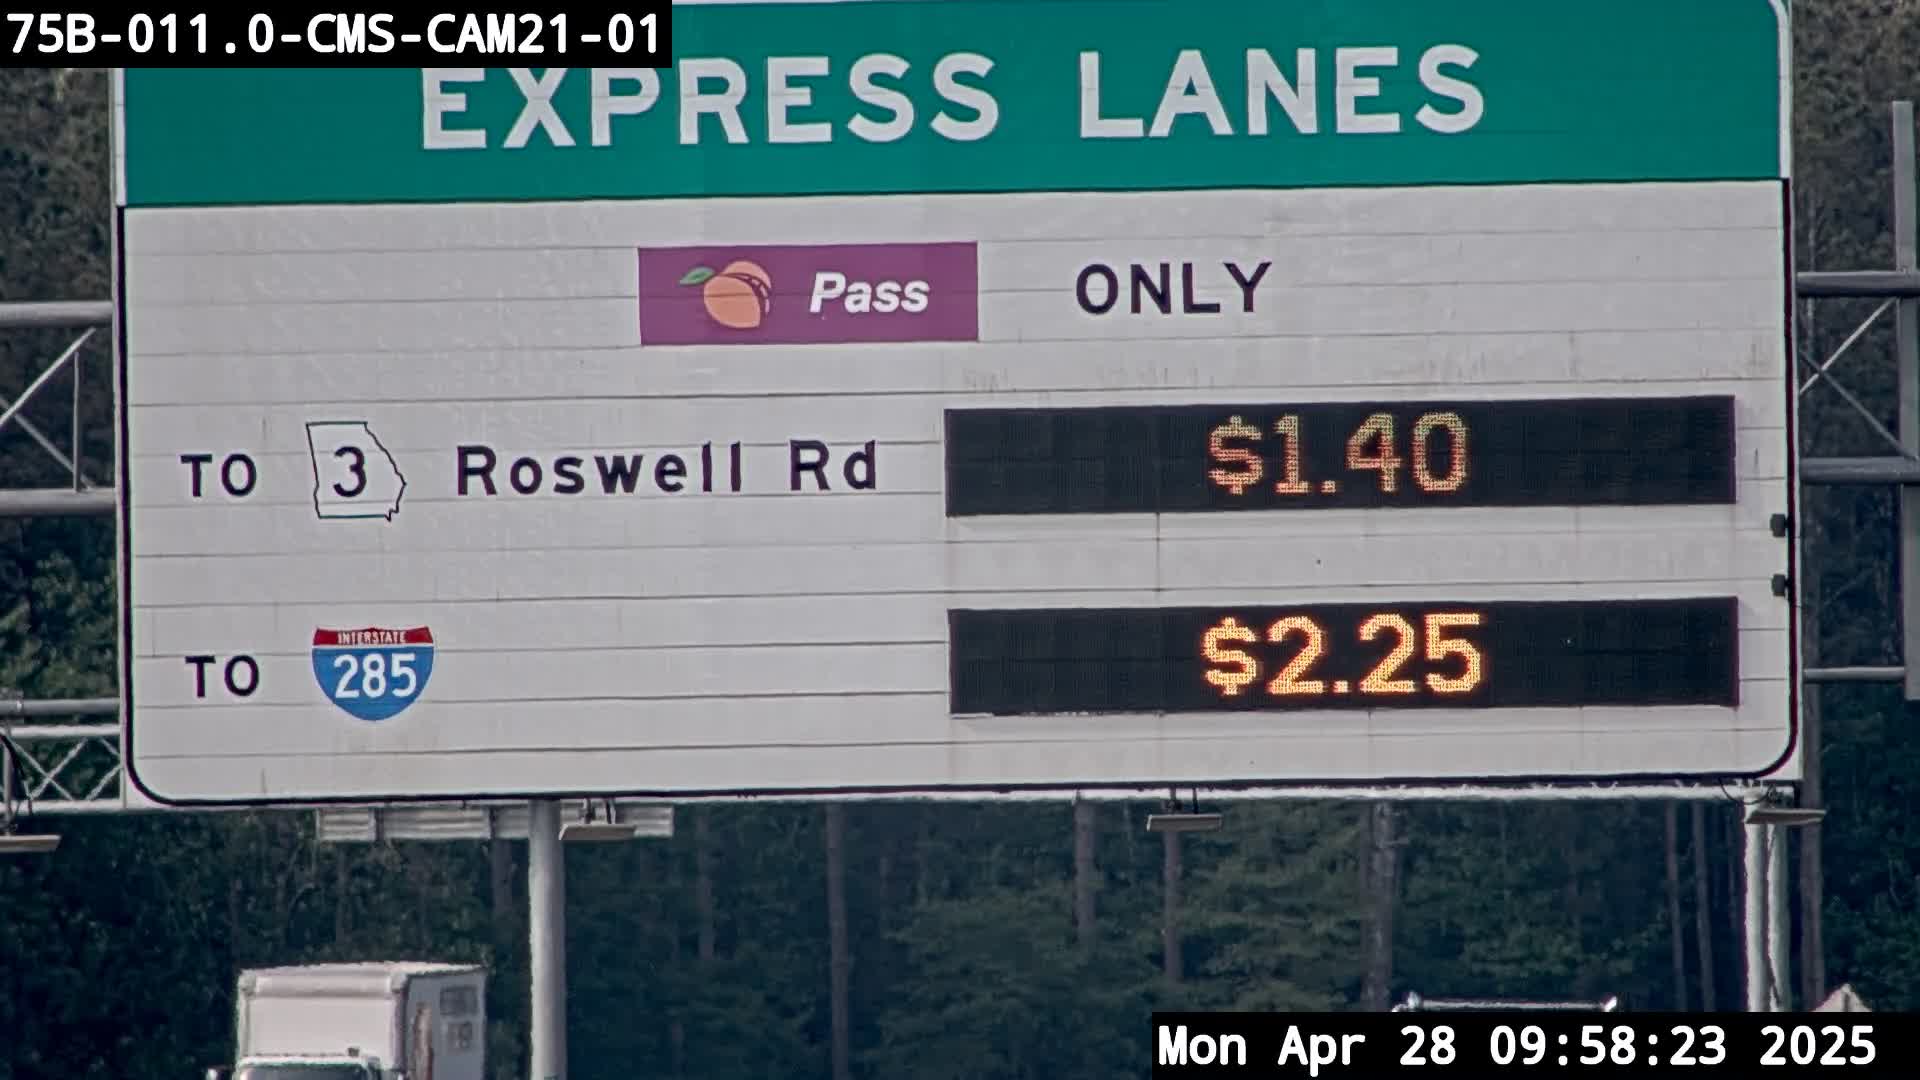 75B-011.0-CMS-CAM21-01
EXPRESS LANES
Pass ONLY
TO 3 Roswell Rd $1.40
INTERSTATE
TO 285 $2.25
Mon Apr 28 09:58:23 2025